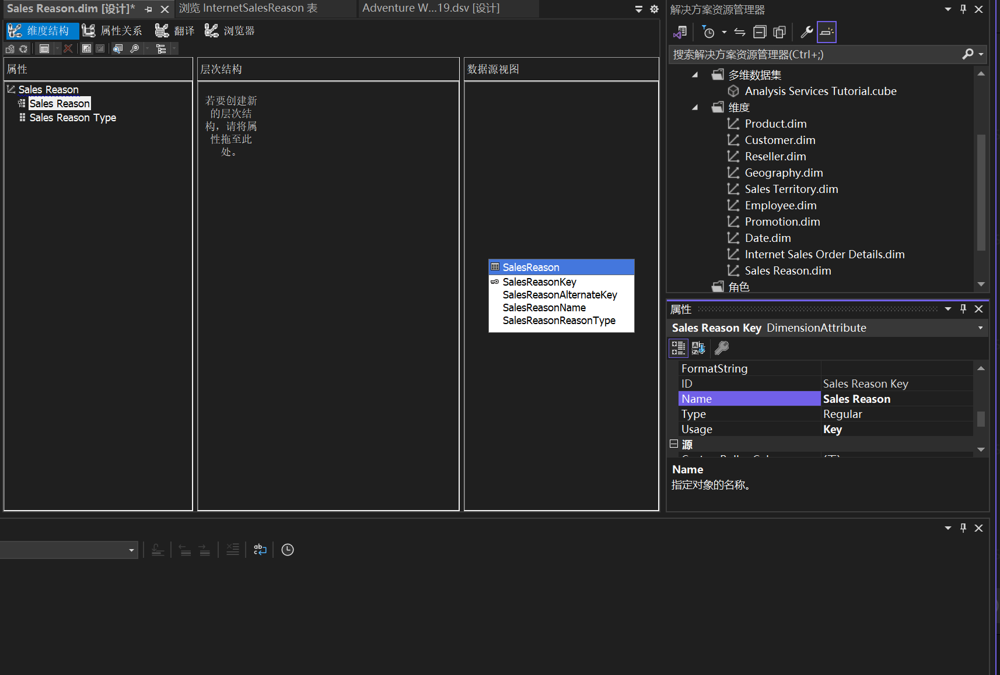 Sales Reason.dim [设计]*
浏览 InternetSalesReason 表
Adventure W...19.dsv [设计]
维度结构
属性关系
翻译
浏览器
属性
Sales Reason
Sales Reason
Sales Reason Type
层次结构
若要创建新
的层次结
构，请将属
性拖至此
处。
数据源视图
SalesReason
SalesReasonKey
SalesReasonAlternateKey
SalesReasonName
SalesReasonReasonType
解决方案资源管理器
搜索解决方案资源管理器(Ctrl+;)
多维数据集
Analysis Services Tutorial.cube
维度
Product.dim
Customer.dim
Reseller.dim
Geography.dim
Sales Territory.dim
Employee.dim
Promotion.dim
Date.dim
Internet Sales Order Details.dim
Sales Reason.dim
角色
属性
Sales Reason Key DimensionAttribute
FormatString
ID Sales Reason Key
Name Sales Reason
Type Regular
Usage Key
源
Name
指定对象的名称。